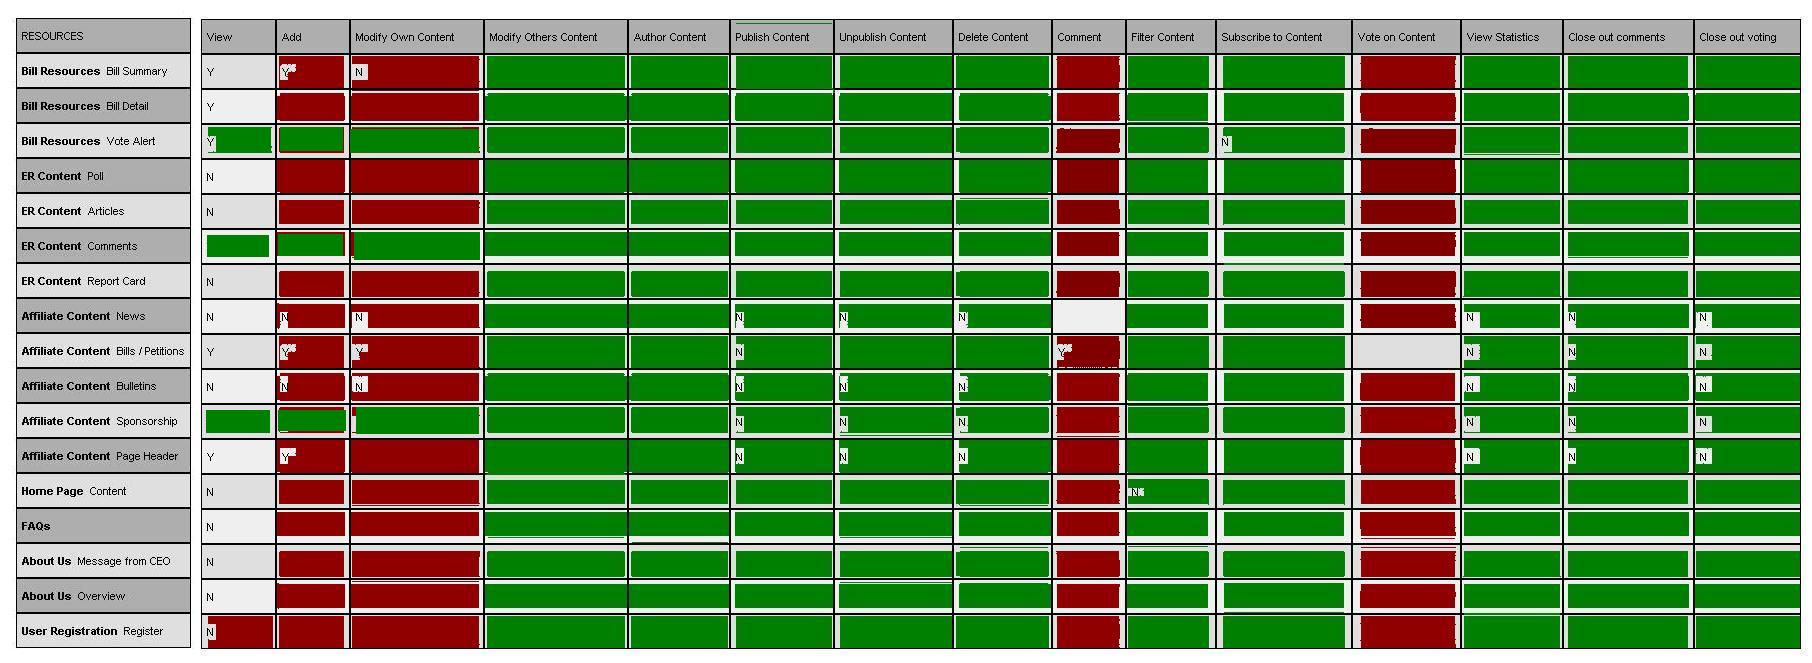 RESOURCES View Add Modify Own Content Modify Others Content Author Content Publish Content Unpublish Content Delete Content Comment Filter Content Subscribe to Content Vote on Content View Statistics Close out comments Close out voting
Bill Resources Bill Summary Y Y N
Bill Resources Bill Detail Y
Bill Resources Vote Alert Y N
ER Content Poll N
ER Content Articles N
ER Content Comments
ER Content Report Card N
Affiliate Content News N N N N N N N N N
Affiliate Content Bills / Petitions Y Y Y N Y N N N
Affiliate Content Bulletins N N N N N N N N N
Affiliate Content Sponsorship N N N N N N
Affiliate Content Page Header Y Y N N N N N N
Home Page Content N N
FAQs N
About Us Message from CEO N
About Us Overview N
User Registration Register N